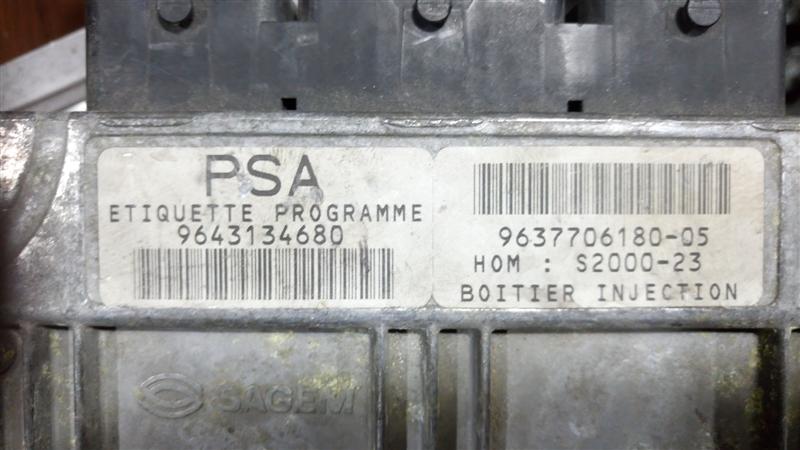 PSA
ETIQUETTE PROGRAMME
9643134680
9637706180-05
HOM : S2000-23
BOITIER INJECTION
SAGEM